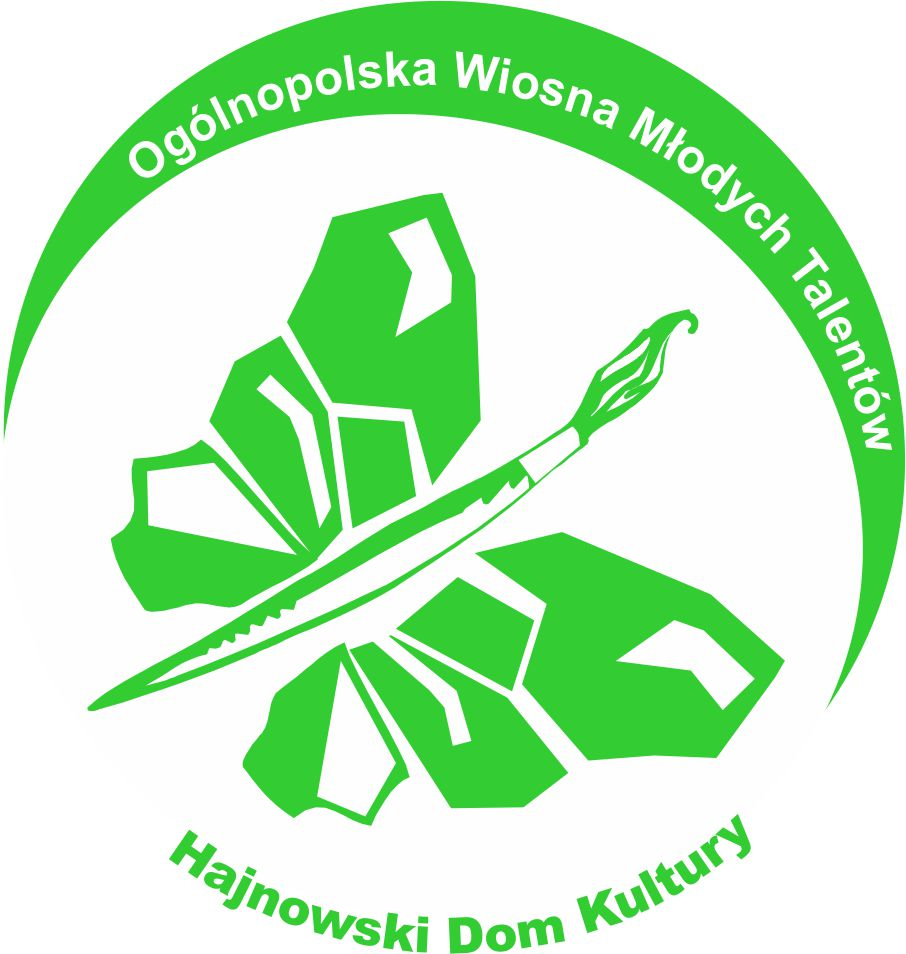 Ogólnopolska Wiosna Młodych Talentów
Hajnowski Dom Kultury